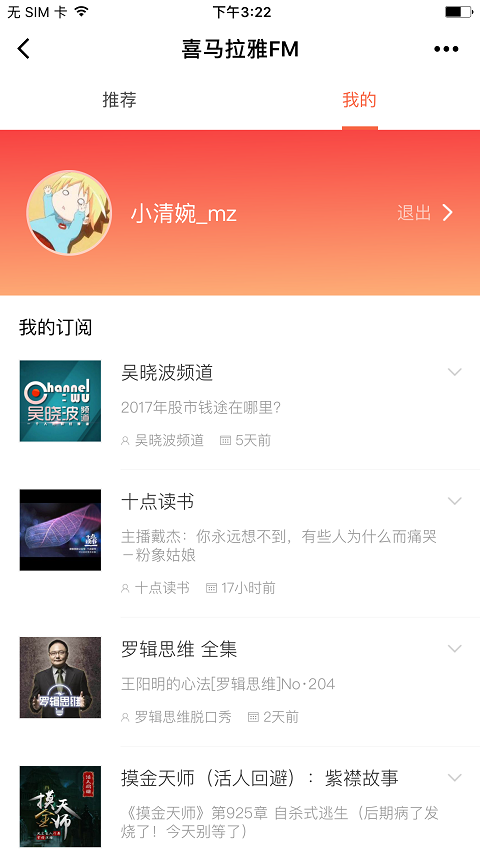 无 SIM 卡
下午3:22
喜马拉雅FM
推荐
我的
小清婉_mz
退出
我的订阅
Channel
:wu
吴晓波频道
吴晓波频道
2017年股市钱途在哪里?
吴晓波频道
5天前
十点读书
主播戴杰：你永远想不到，有些人为什么而痛哭
－粉象姑娘
十点读书
17小时前
罗辑思维
罗辑思维 全集
王阳明的心法[罗辑思维]No·204
罗辑思维脱口秀
2天前
活人回避
摸金天师
摸金天师（活人回避）：紫襟故事
《摸金天师》第925章 自杀式逃生（后期病了发
烧了！今天别等了）